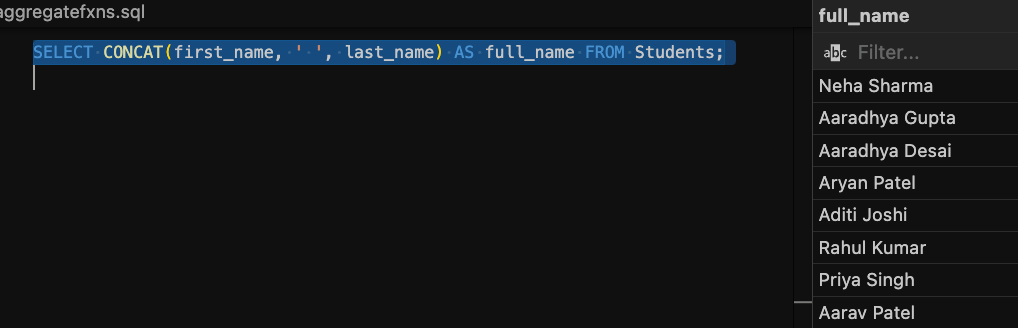 aggregatefxns.sql
SELECT CONCAT(first_name, ' ', last_name) AS full_name FROM Students;
full_name
abc Filter...
Neha Sharma
Aaradhya Gupta
Aaradhya Desai
Aryan Patel
Aditi Joshi
Rahul Kumar
Priya Singh
Aarav Patel